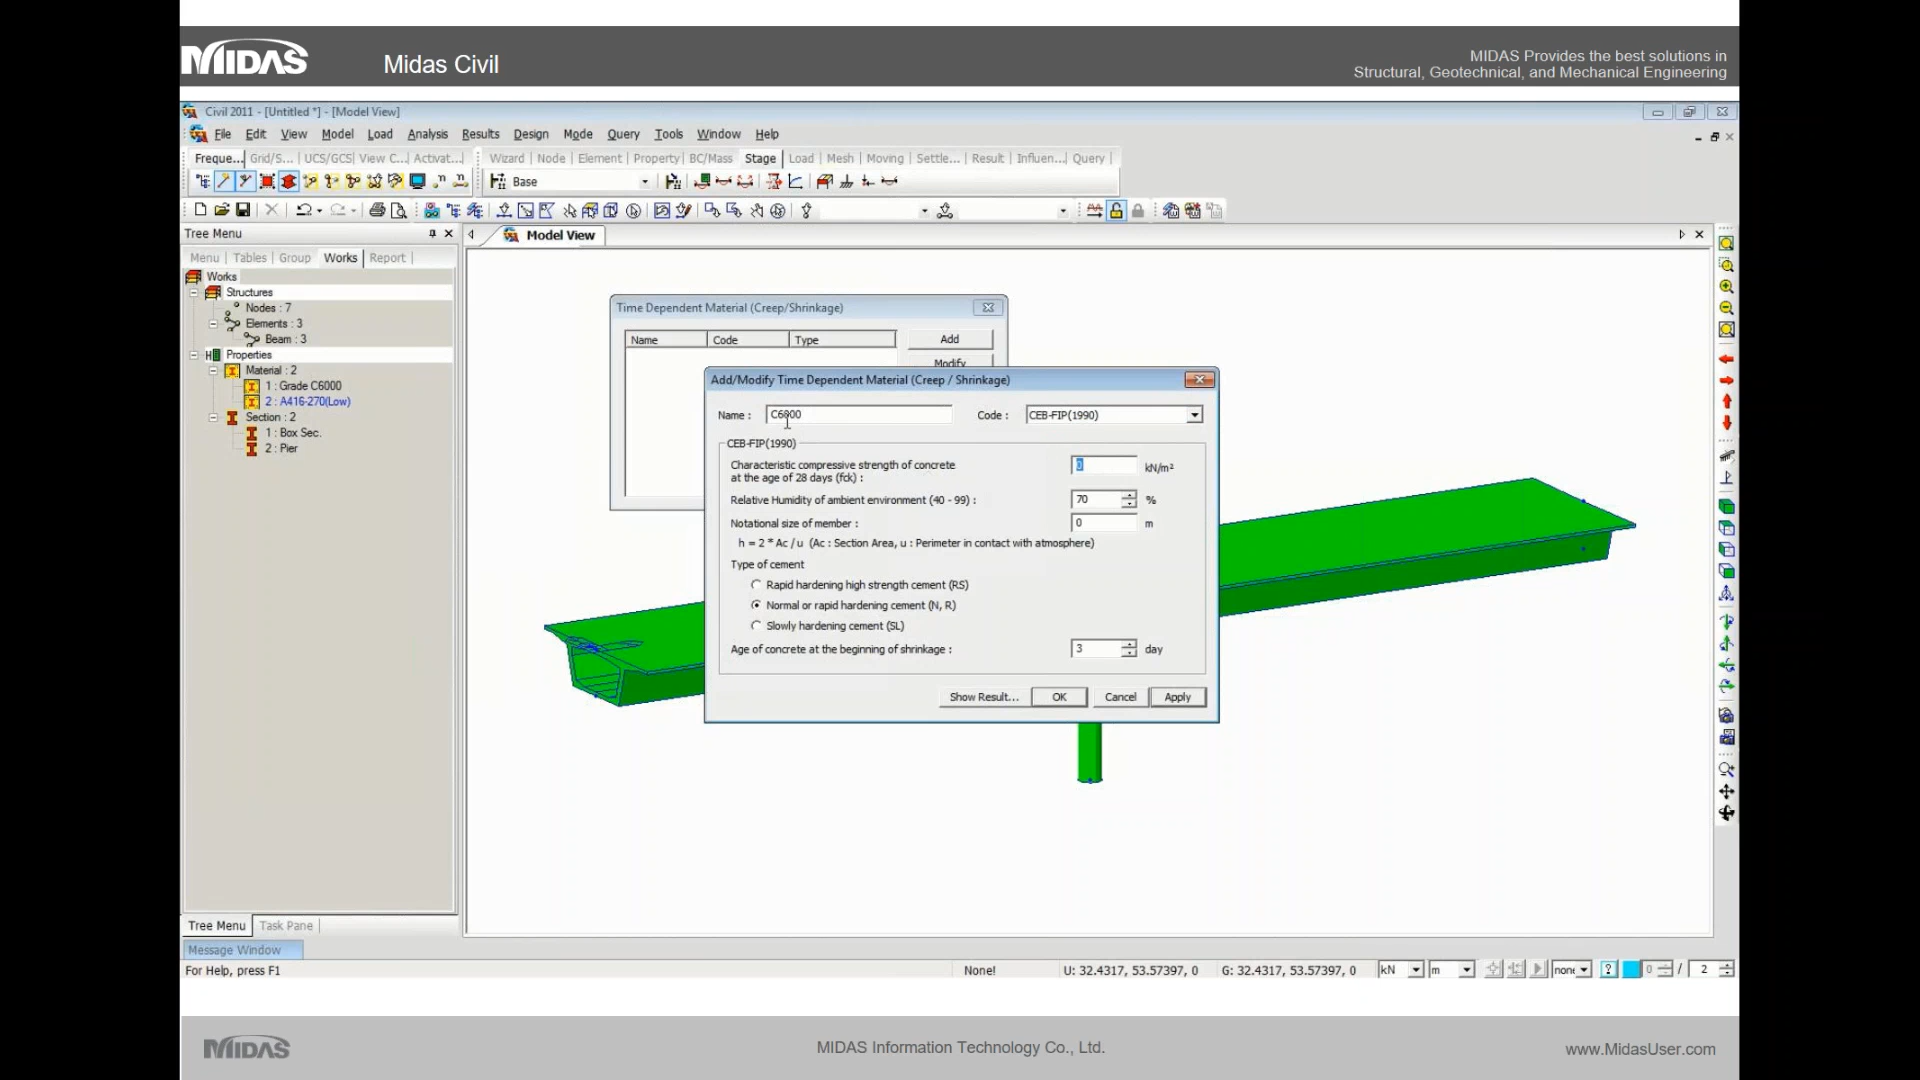 MIDAS
Midas Civil
MIDAS Provides the best solutions in
Structural, Geotechnical, and Mechanical Engineering
Civil 2011 - [Untitled *] - [Model View]
File Edit View Model Load Analysis Results Design Mode Query Tools Window Help
Freque... Grid/S... UCS/GCS View C... Activat... Wizard Node Element Property BC/Mass Stage Load Mesh Moving Settle... Result Influen... Query
Base
Tree Menu
Model View
Menu Tables Group Works Report
Works
Structures
Nodes : 7
Elements : 3
Beam : 3
Properties
Material : 2
1 : Grade C6000
2 : A416-270(Low)
Section : 2
1 : Box Sec.
2 : Pier
Time Dependent Material (Creep/Shrinkage)
Name Code Type
Add
Modify
Add/Modify Time Dependent Material (Creep / Shrinkage)
Name : C6000 Code : CEB-FIP(1990)
CEB-FIP(1990)
Characteristic compressive strength of concrete
at the age of 28 days (fck) : 0 kN/m²
Relative Humidity of ambient environment (40 - 99) : 70 %
Notational size of member : 0 m
h = 2 * Ac / u (Ac : Section Area, u : Perimeter in contact with atmosphere)
Type of cement
Rapid hardening high strength cement (RS)
Normal or rapid hardening cement (N, R)
Slowly hardening cement (SL)
Age of concrete at the beginning of shrinkage : 3 day
Show Result... OK Cancel Apply
Tree Menu Task Pane
Message Window
For Help, press F1 None! U: 32.4317, 53.57397, 0 G: 32.4317, 53.57397, 0 kN m none ? 0 / 2
MIDAS
MIDAS Information Technology Co., Ltd.
www.MidasUser.com